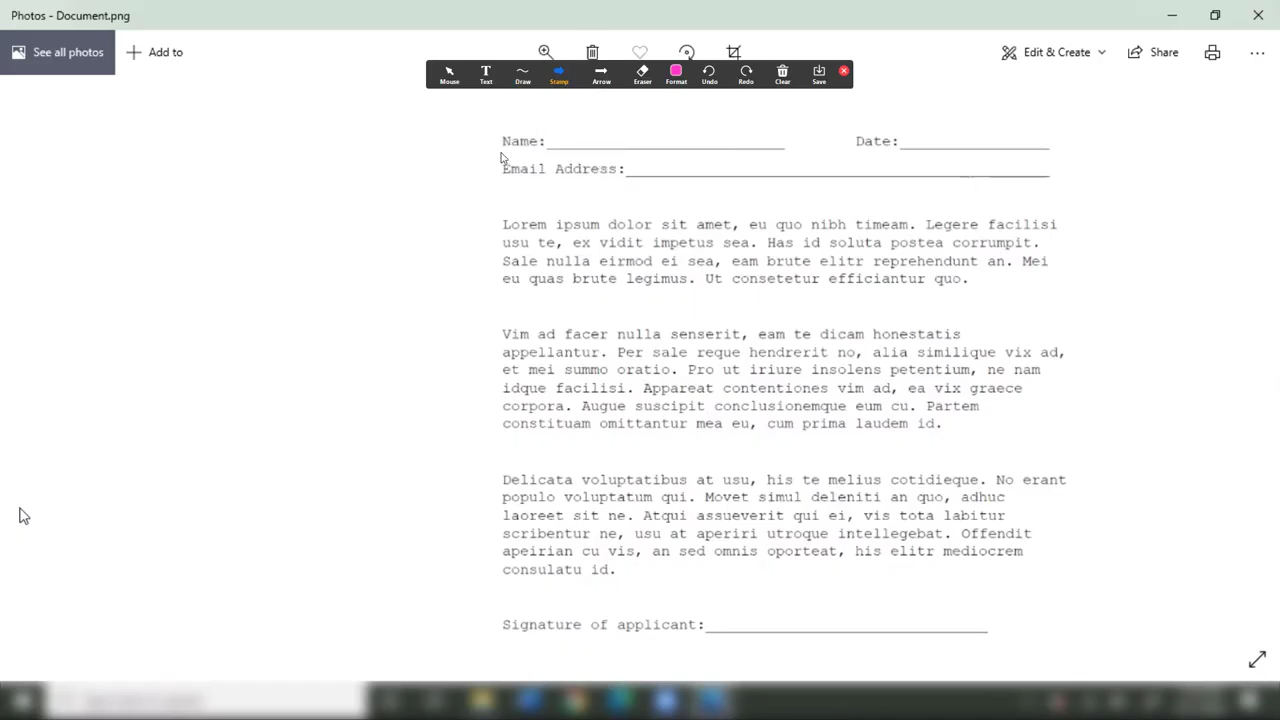 Photos - Document.png
See all photos
Add to
Edit & Create
Share
Mouse
Text
Draw
Stamp
Arrow
Eraser
Format
Undo
Redo
Clear
Save
Name:
Date:
Email Address:
Lorem ipsum dolor sit amet, eu quo nibh timeam. Legere facilisi
usu te, ex vidit impetus sea. Has id soluta postea corrumpit.
Sale nulla eirmod ei sea, eam brute elitr reprehendunt an. Mei
eu quas brute legimus. Ut consetetur efficiantur quo.
Vim ad facer nulla senserit, eam te dicam honestatis
appellantur. Per sale reque hendrerit no, alia similique vix ad,
et mei summo oratio. Pro ut iriure insolens petentium, ne nam
idque facilisi. Appareat contentiones vim ad, ea vix graece
corpora. Augue suscipit conclusionemque eum cu. Partem
constituam omittantur mea eu, cum prima laudem id.
Delicata voluptatibus at usu, his te melius cotidieque. No erant
populo voluptatum qui. Movet simul deleniti an quo, adhuc
laoreet sit ne. Atqui assueverit qui ei, vis tota labitur
scribentur ne, usu at aperiri utroque intellegebat. Offendit
apeirian cu vis, an sed omnis oporteat, his elitr mediocrem
consulatu id.
Signature of applicant: